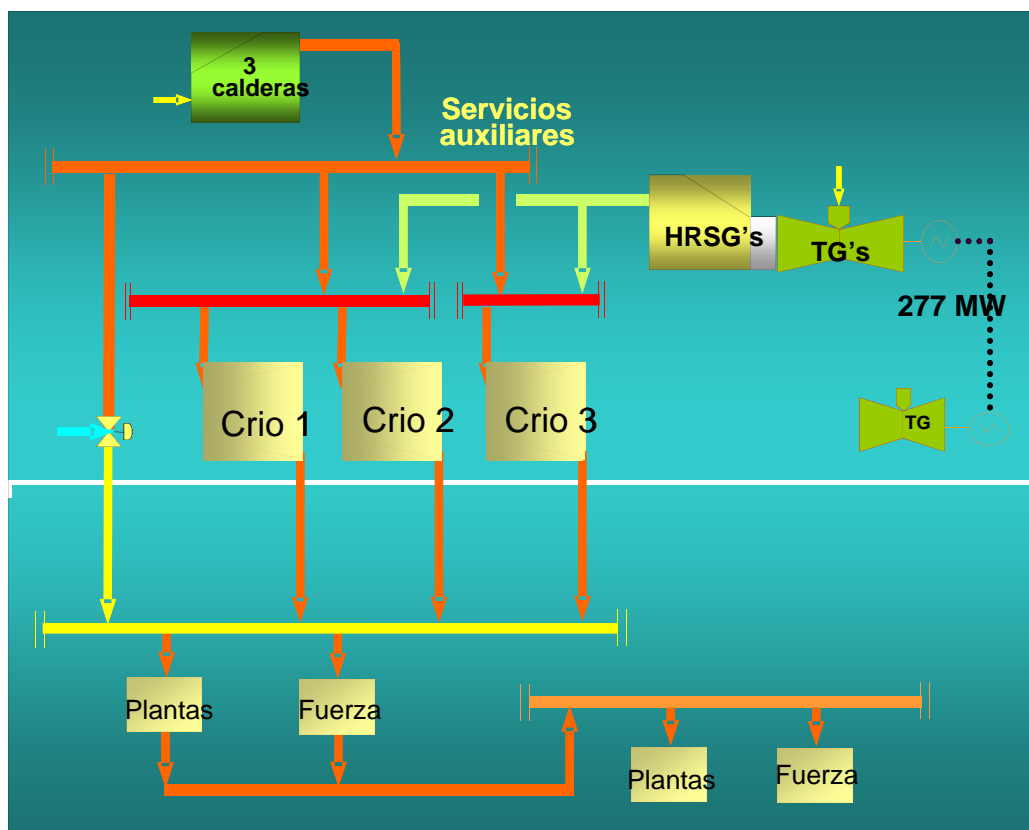 3
calderas
Servicios
auxiliares
HRSG's
TG's
277 MW
Crio 1
Crio 2
Crio 3
TG
Plantas
Fuerza
Plantas
Fuerza